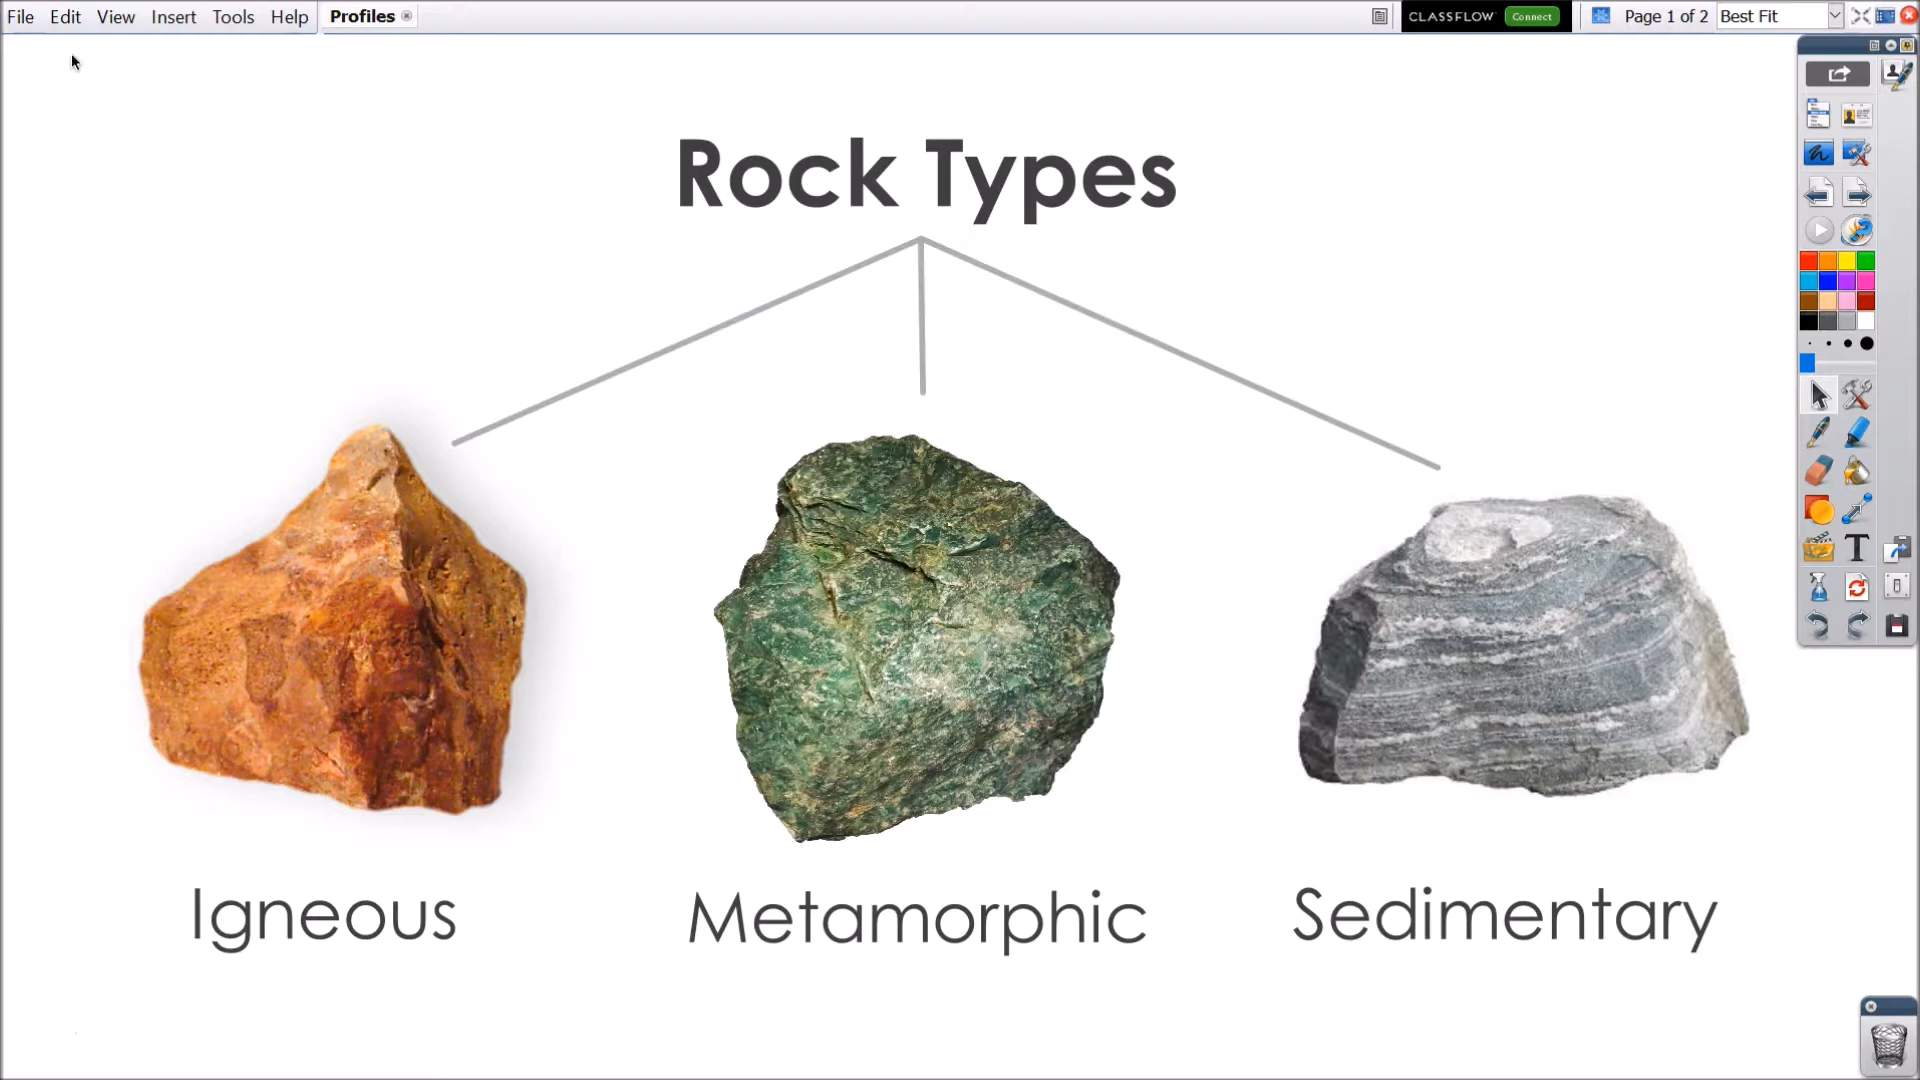 File Edit View Insert Tools Help Profiles CLASSFLOW Connect Page 1 of 2 Best Fit
Rock Types
T
Igneous Metamorphic Sedimentary